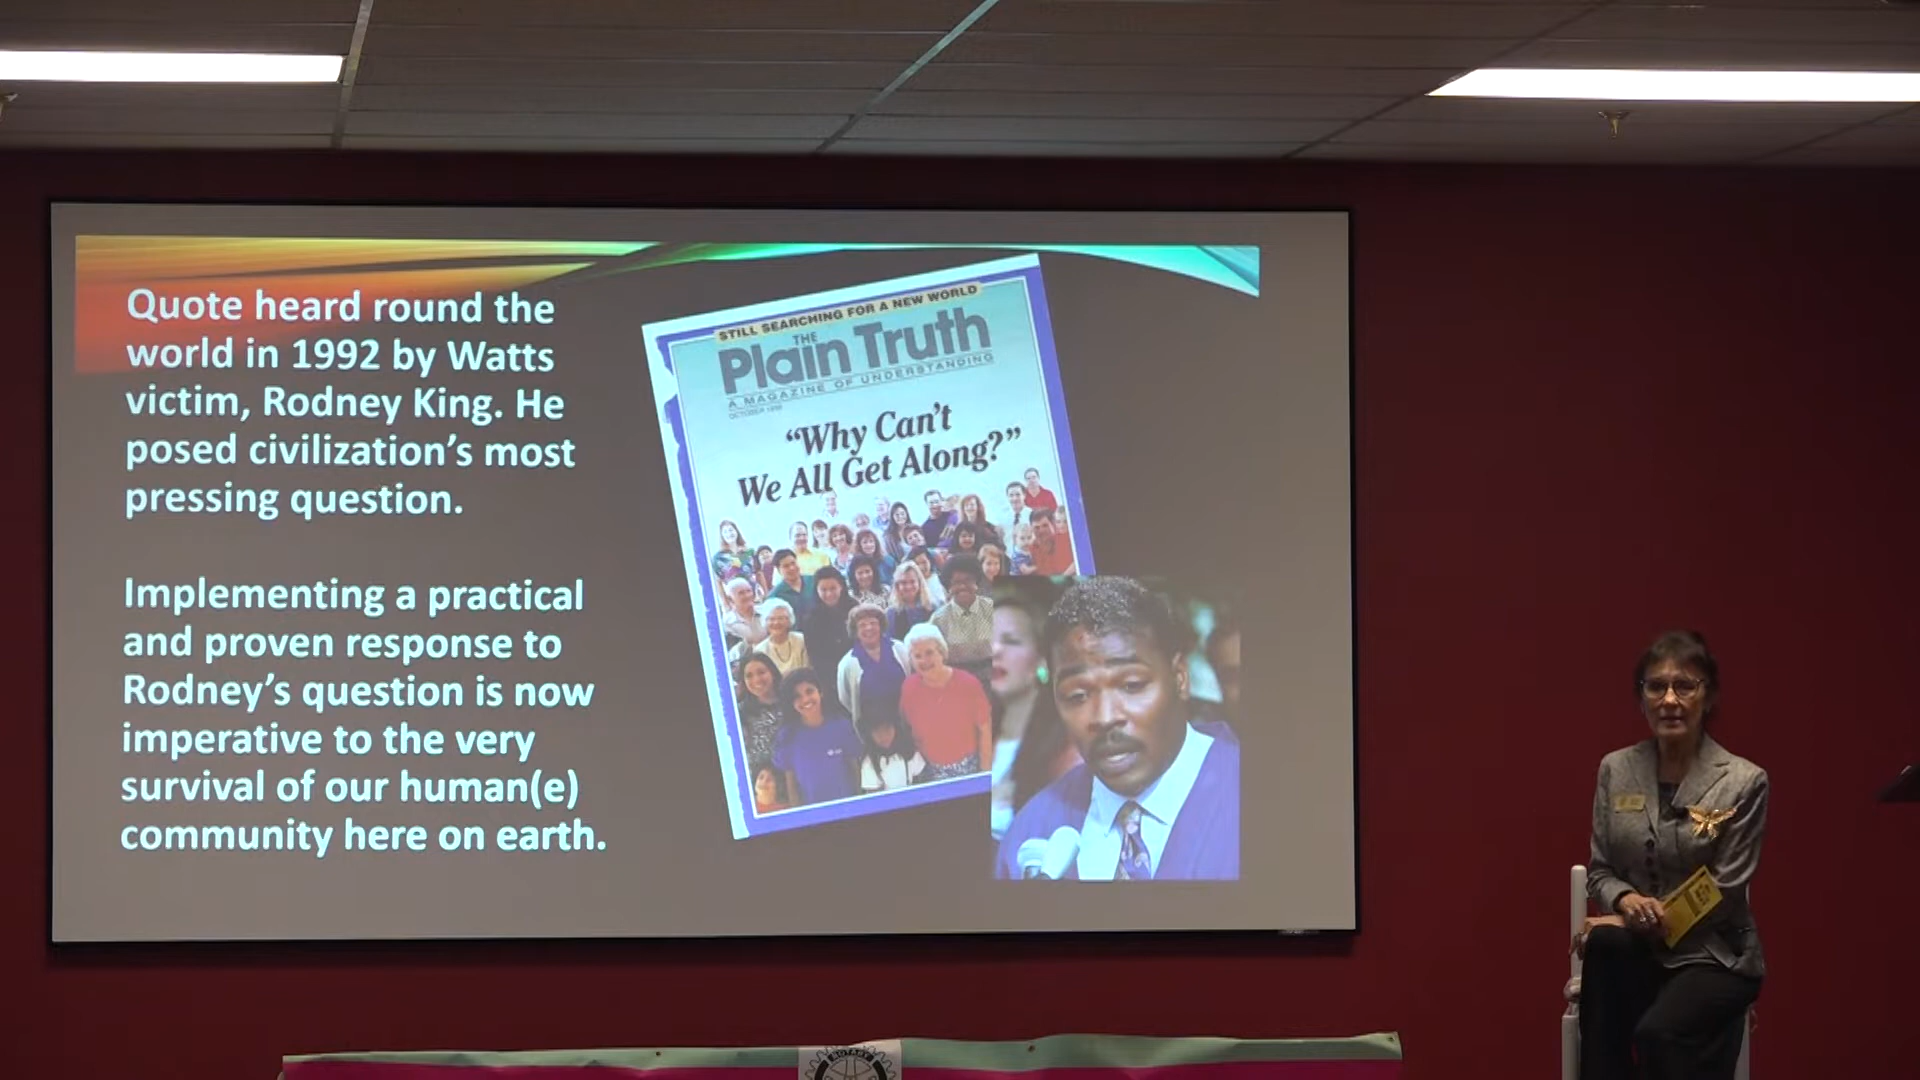 Quote heard round the
world in 1992 by Watts
victim, Rodney King. He
posed civilization's most
pressing question.
Implementing a practical
and proven response to
Rodney's question is now
imperative to the very
survival of our human(e)
community here on earth.
STILL SEARCHING FOR A NEW WORLD
THE
Plain Truth
A MAGAZINE OF UNDERSTANDING
“Why Can’t
We All Get Along?”
ROTARY